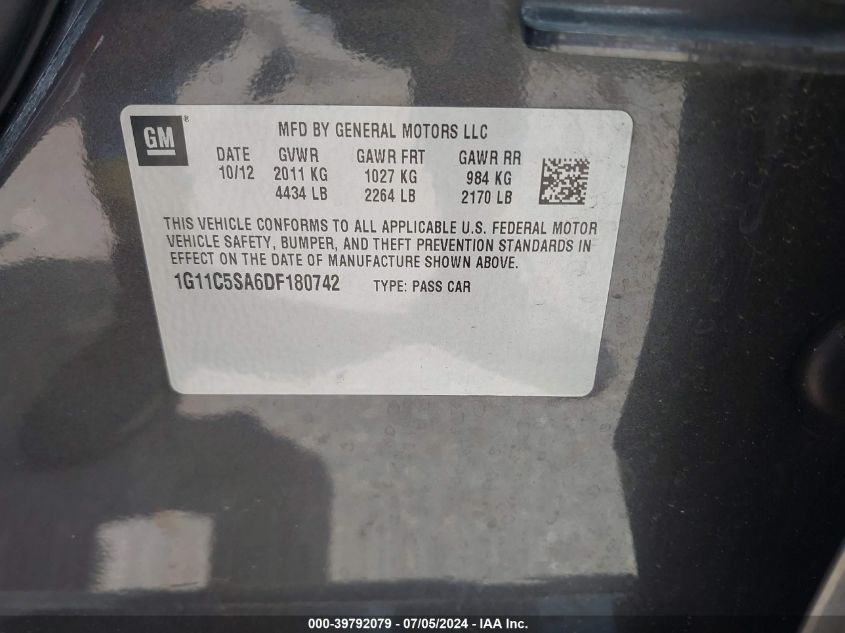 GM®
MFD BY GENERAL MOTORS LLC
DATE GVWR GAWR FRT GAWR RR
10/12 2011 KG 1027 KG 984 KG
4434 LB 2264 LB 2170 LB
THIS VEHICLE CONFORMS TO ALL APPLICABLE U.S. FEDERAL MOTOR
VEHICLE SAFETY, BUMPER, AND THEFT PREVENTION STANDARDS IN
EFFECT ON THE DATE OF MANUFACTURE SHOWN ABOVE.
1G11C5SA6DF180742 TYPE: PASS CAR
000-39792079 - 07/05/2024 - IAA Inc.